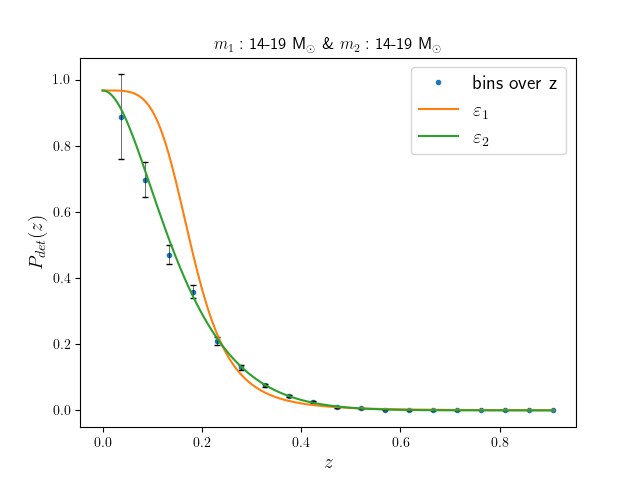 m₁ : 14-19 M☉ & m₂ : 14-19 M☉
P_det(z)
1.0
0.8
0.6
0.4
0.2
0.0
bins over z
ε₁
ε₂
0.0 0.2 0.4 0.6 0.8
z